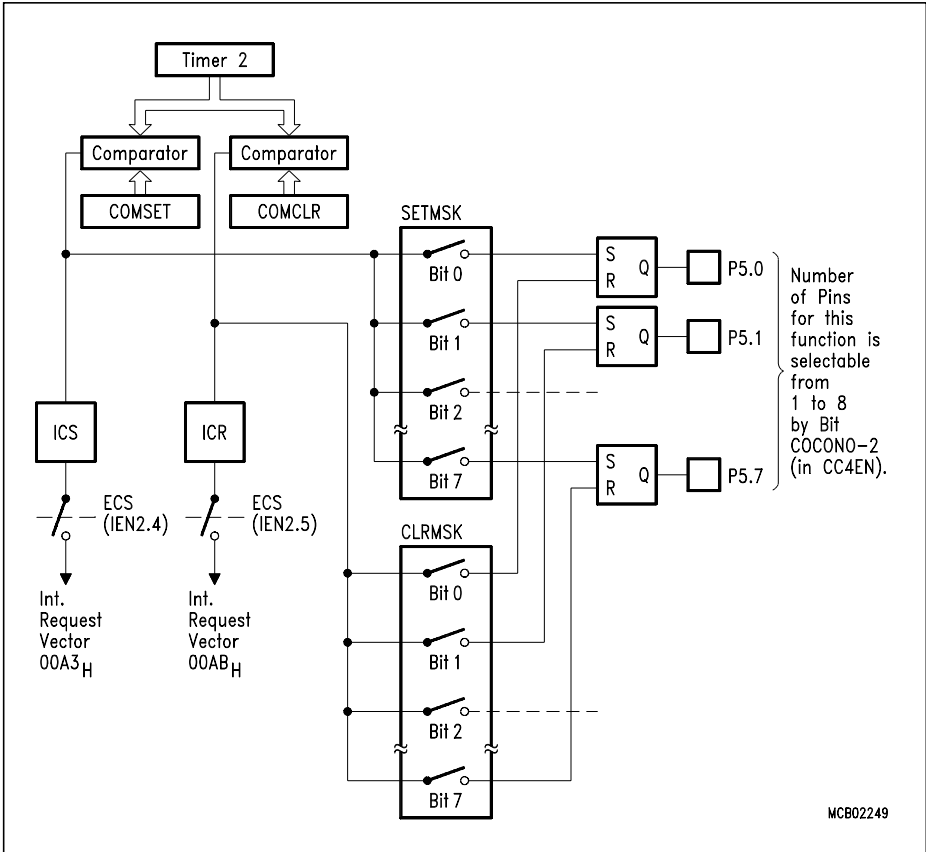 Timer 2
Comparator
Comparator
COMSET
COMCLR
SETMSK
Bit 0
Bit 1
Bit 2
Bit 7
S
R
Q
P5.0
S
R
Q
P5.1
S
R
Q
P5.7
Number
of Pins
for this
function is
selectable
from
1 to 8
by Bit
COCONO-2
(in CC4EN).
ICS
ICR
ECS
(IEN2.4)
ECS
(IEN2.5)
Int.
Request
Vector
00A3H
Int.
Request
Vector
00ABH
CLRMSK
Bit 0
Bit 1
Bit 2
Bit 7
MCB02249